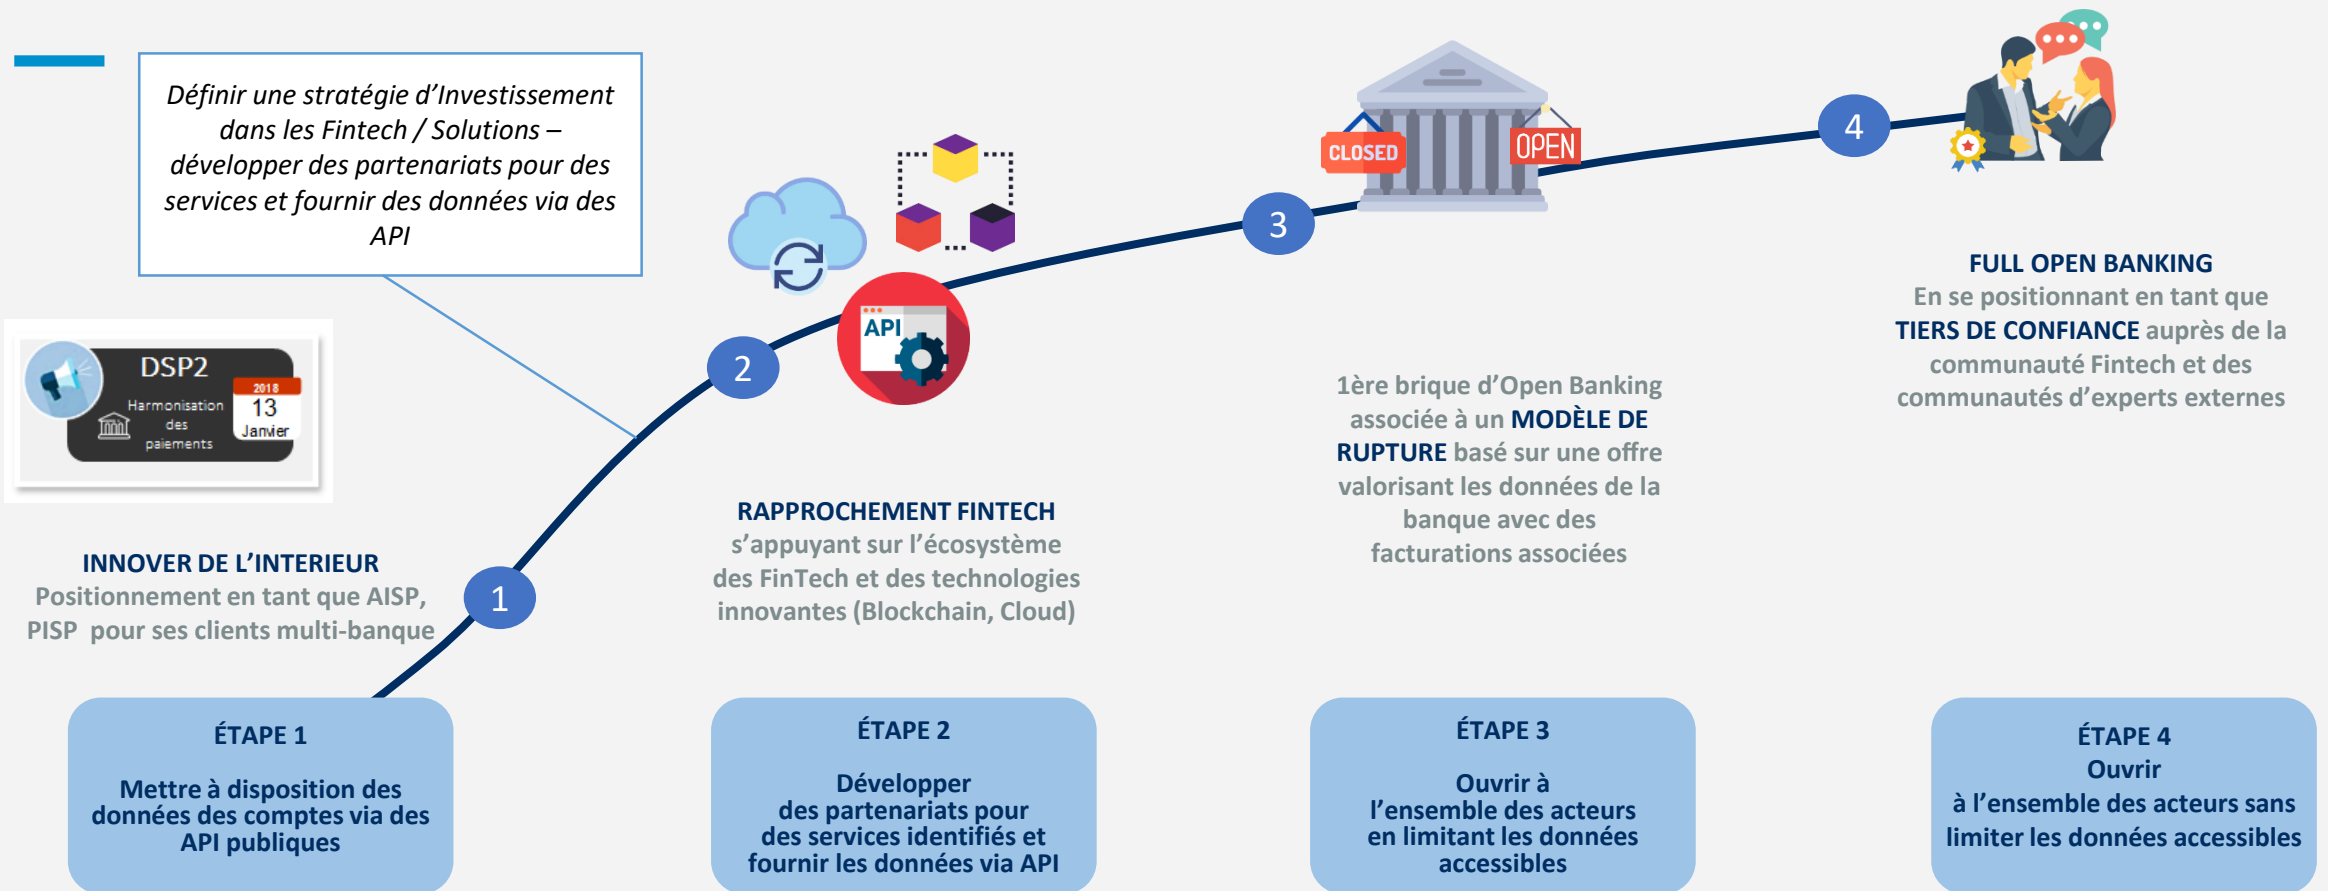 Définir une stratégie d’Investissement
dans les Fintech / Solutions –
développer des partenariats pour des
services et fournir des données via des
API
DSP2
Harmonisation
des
paiements
2018
13
Janvier
INNOVER DE L’INTERIEUR
Positionnement en tant que AISP,
PISP pour ses clients multi-banque
1
ÉTAPE 1
Mettre à disposition des
données des comptes via des
API publiques
2
API
RAPPROCHEMENT FINTECH
s’appuyant sur l’écosystème
des FinTech et des technologies
innovantes (Blockchain, Cloud)
ÉTAPE 2
Développer
des partenariats pour
des services identifiés et
fournir les données via API
3
CLOSED
OPEN
1ère brique d’Open Banking
associée à un MODÈLE DE
RUPTURE basé sur une offre
valorisant les données de la
banque avec des
facturations associées
ÉTAPE 3
Ouvrir à
l’ensemble des acteurs
en limitant les données
accessibles
4
FULL OPEN BANKING
En se positionnant en tant que
TIERS DE CONFIANCE auprès de la
communauté Fintech et des
communautés d’experts externes
ÉTAPE 4
Ouvrir
à l’ensemble des acteurs sans
limiter les données accessibles